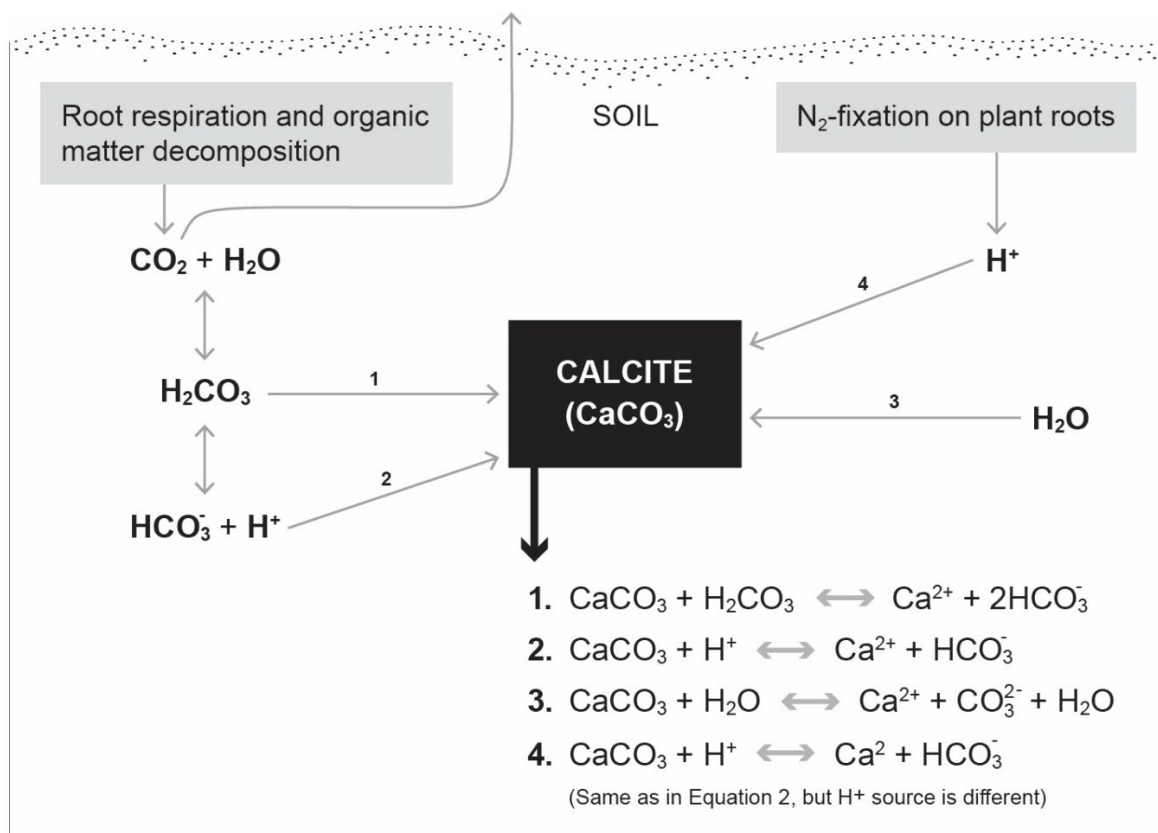 Root respiration and organic
matter decomposition
SOIL
N₂-fixation on plant roots
CO₂ + H₂O
H⁺
4
H₂CO₃
1
CALCITE
(CaCO₃)
3
H₂O
2
HCO₃⁻ + H⁺
1. CaCO₃ + H₂CO₃ ⟷ Ca²⁺ + 2HCO₃⁻
2. CaCO₃ + H⁺ ⟷ Ca²⁺ + HCO₃⁻
3. CaCO₃ + H₂O ⟷ Ca²⁺ + CO₃²⁻ + H₂O
4. CaCO₃ + H⁺ ⟷ Ca² + HCO₃⁻
(Same as in Equation 2, but H⁺ source is different)